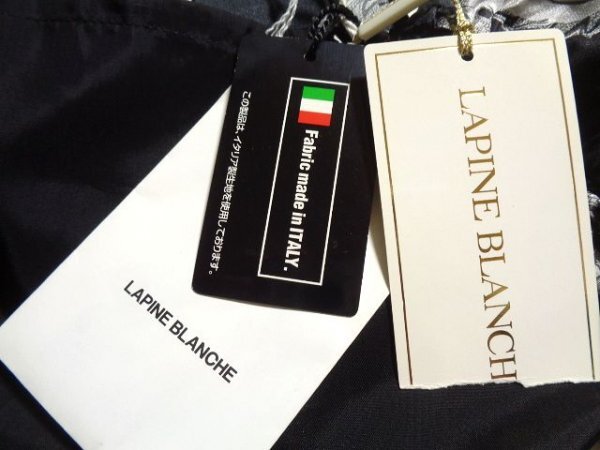 LAPINE BLANCHE
Fabric made in ITALY.
この製品は、イタリア製生地を使用しております。
LAPINE BLANCH